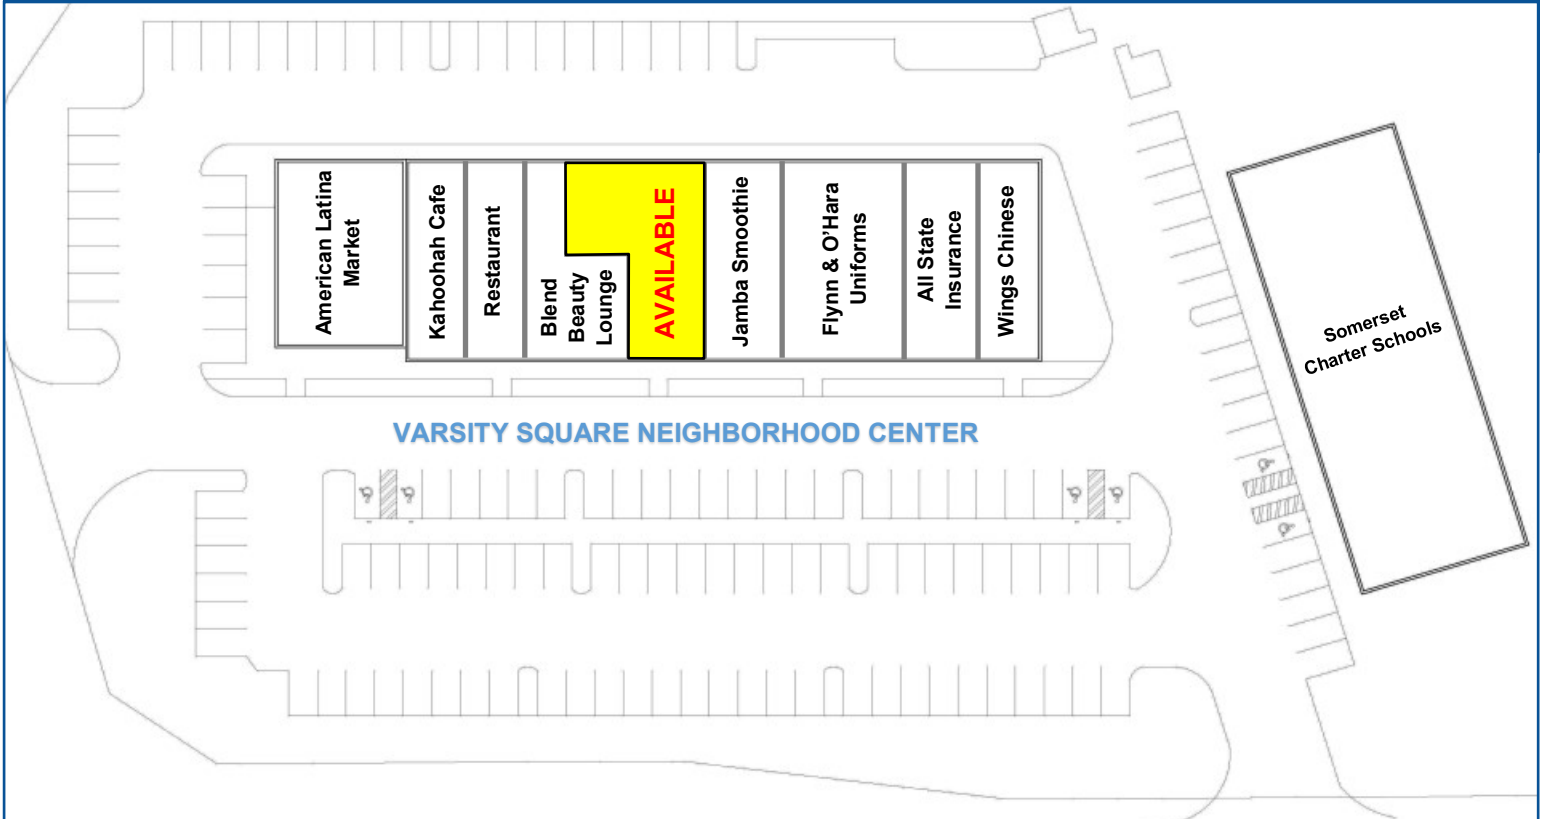 American Latina
Market
Kahoohah Cafe
Restaurant
Blend
Beauty
Lounge
AVAILABLE
Jamba Smoothie
Flynn & O'Hara
Uniforms
All State
Insurance
Wings Chinese
Somerset
Charter Schools
VARSITY SQUARE NEIGHBORHOOD CENTER